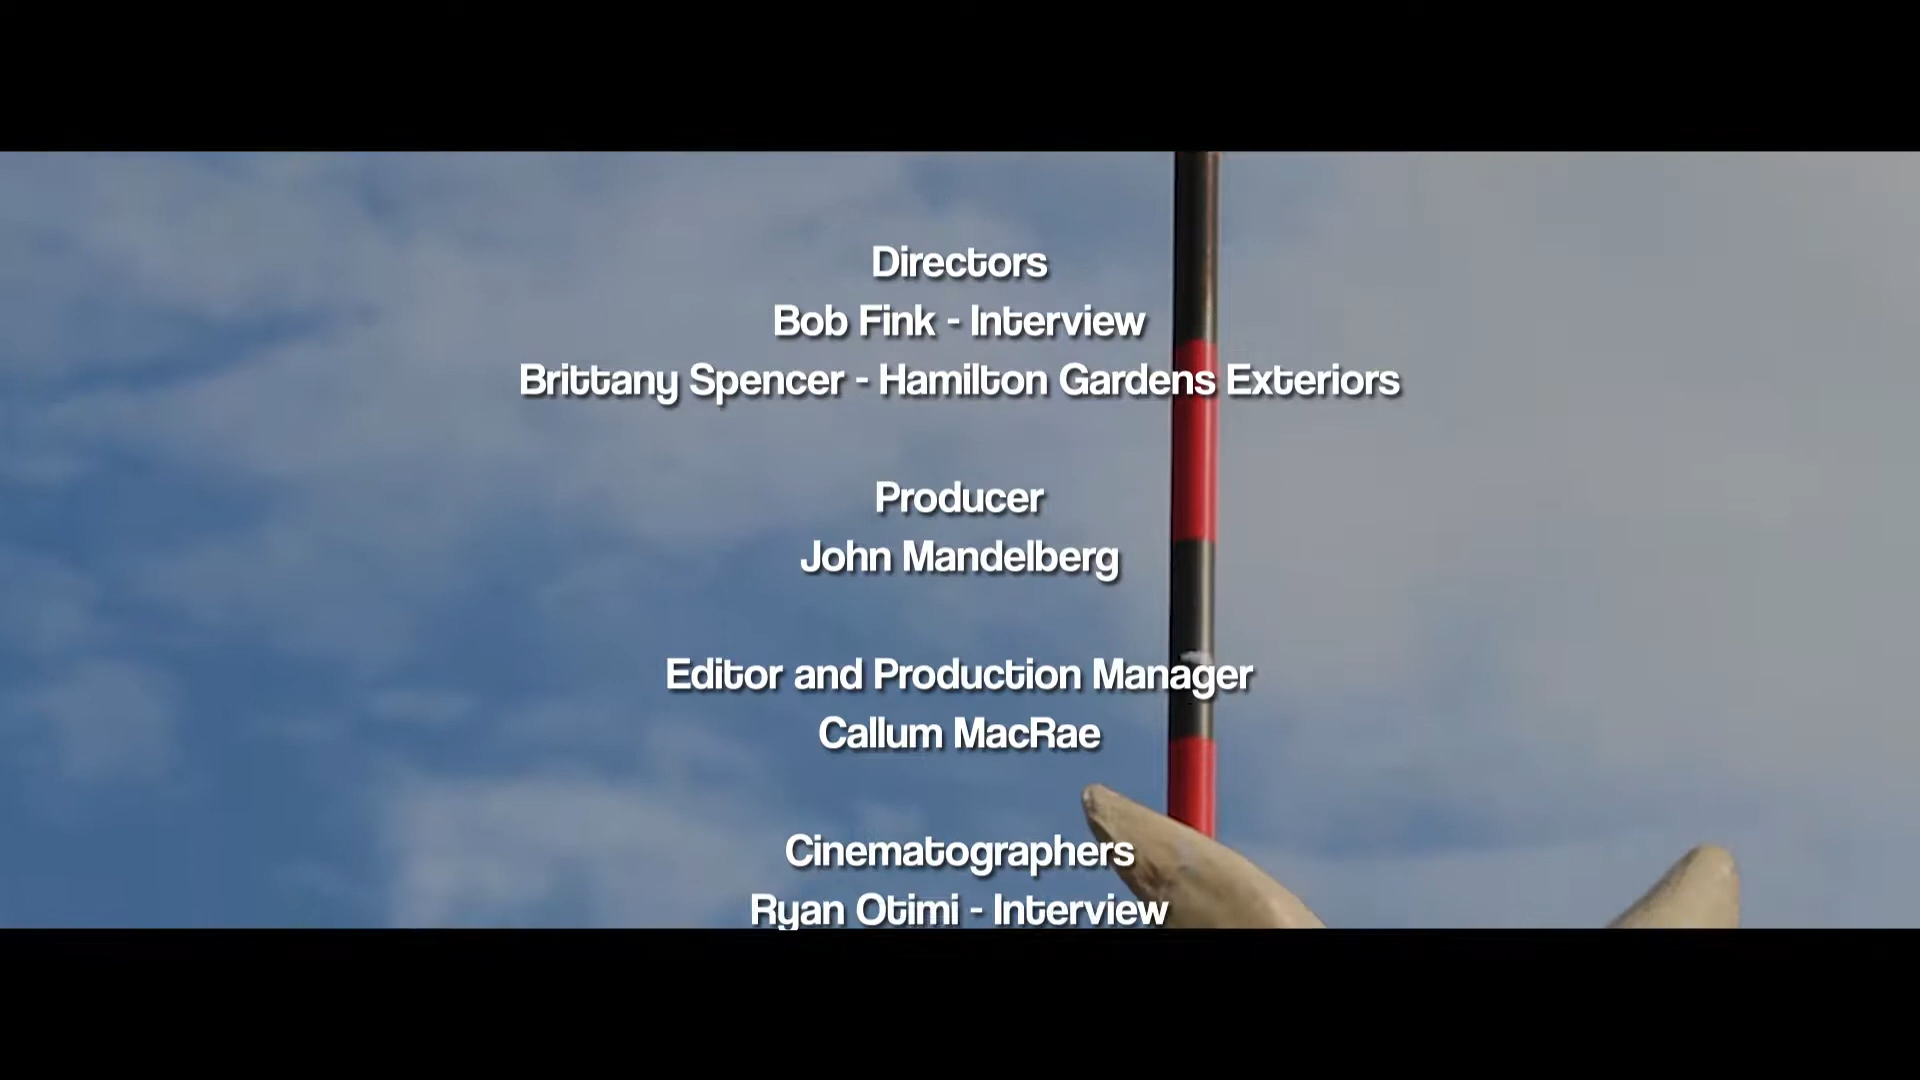 Directors
Bob Fink - Interview
Brittany Spencer - Hamilton Gardens Exteriors
Producer
John Mandelberg
Editor and Production Manager
Callum MacRae
Cinematographers
Ryan Otimi - Interview